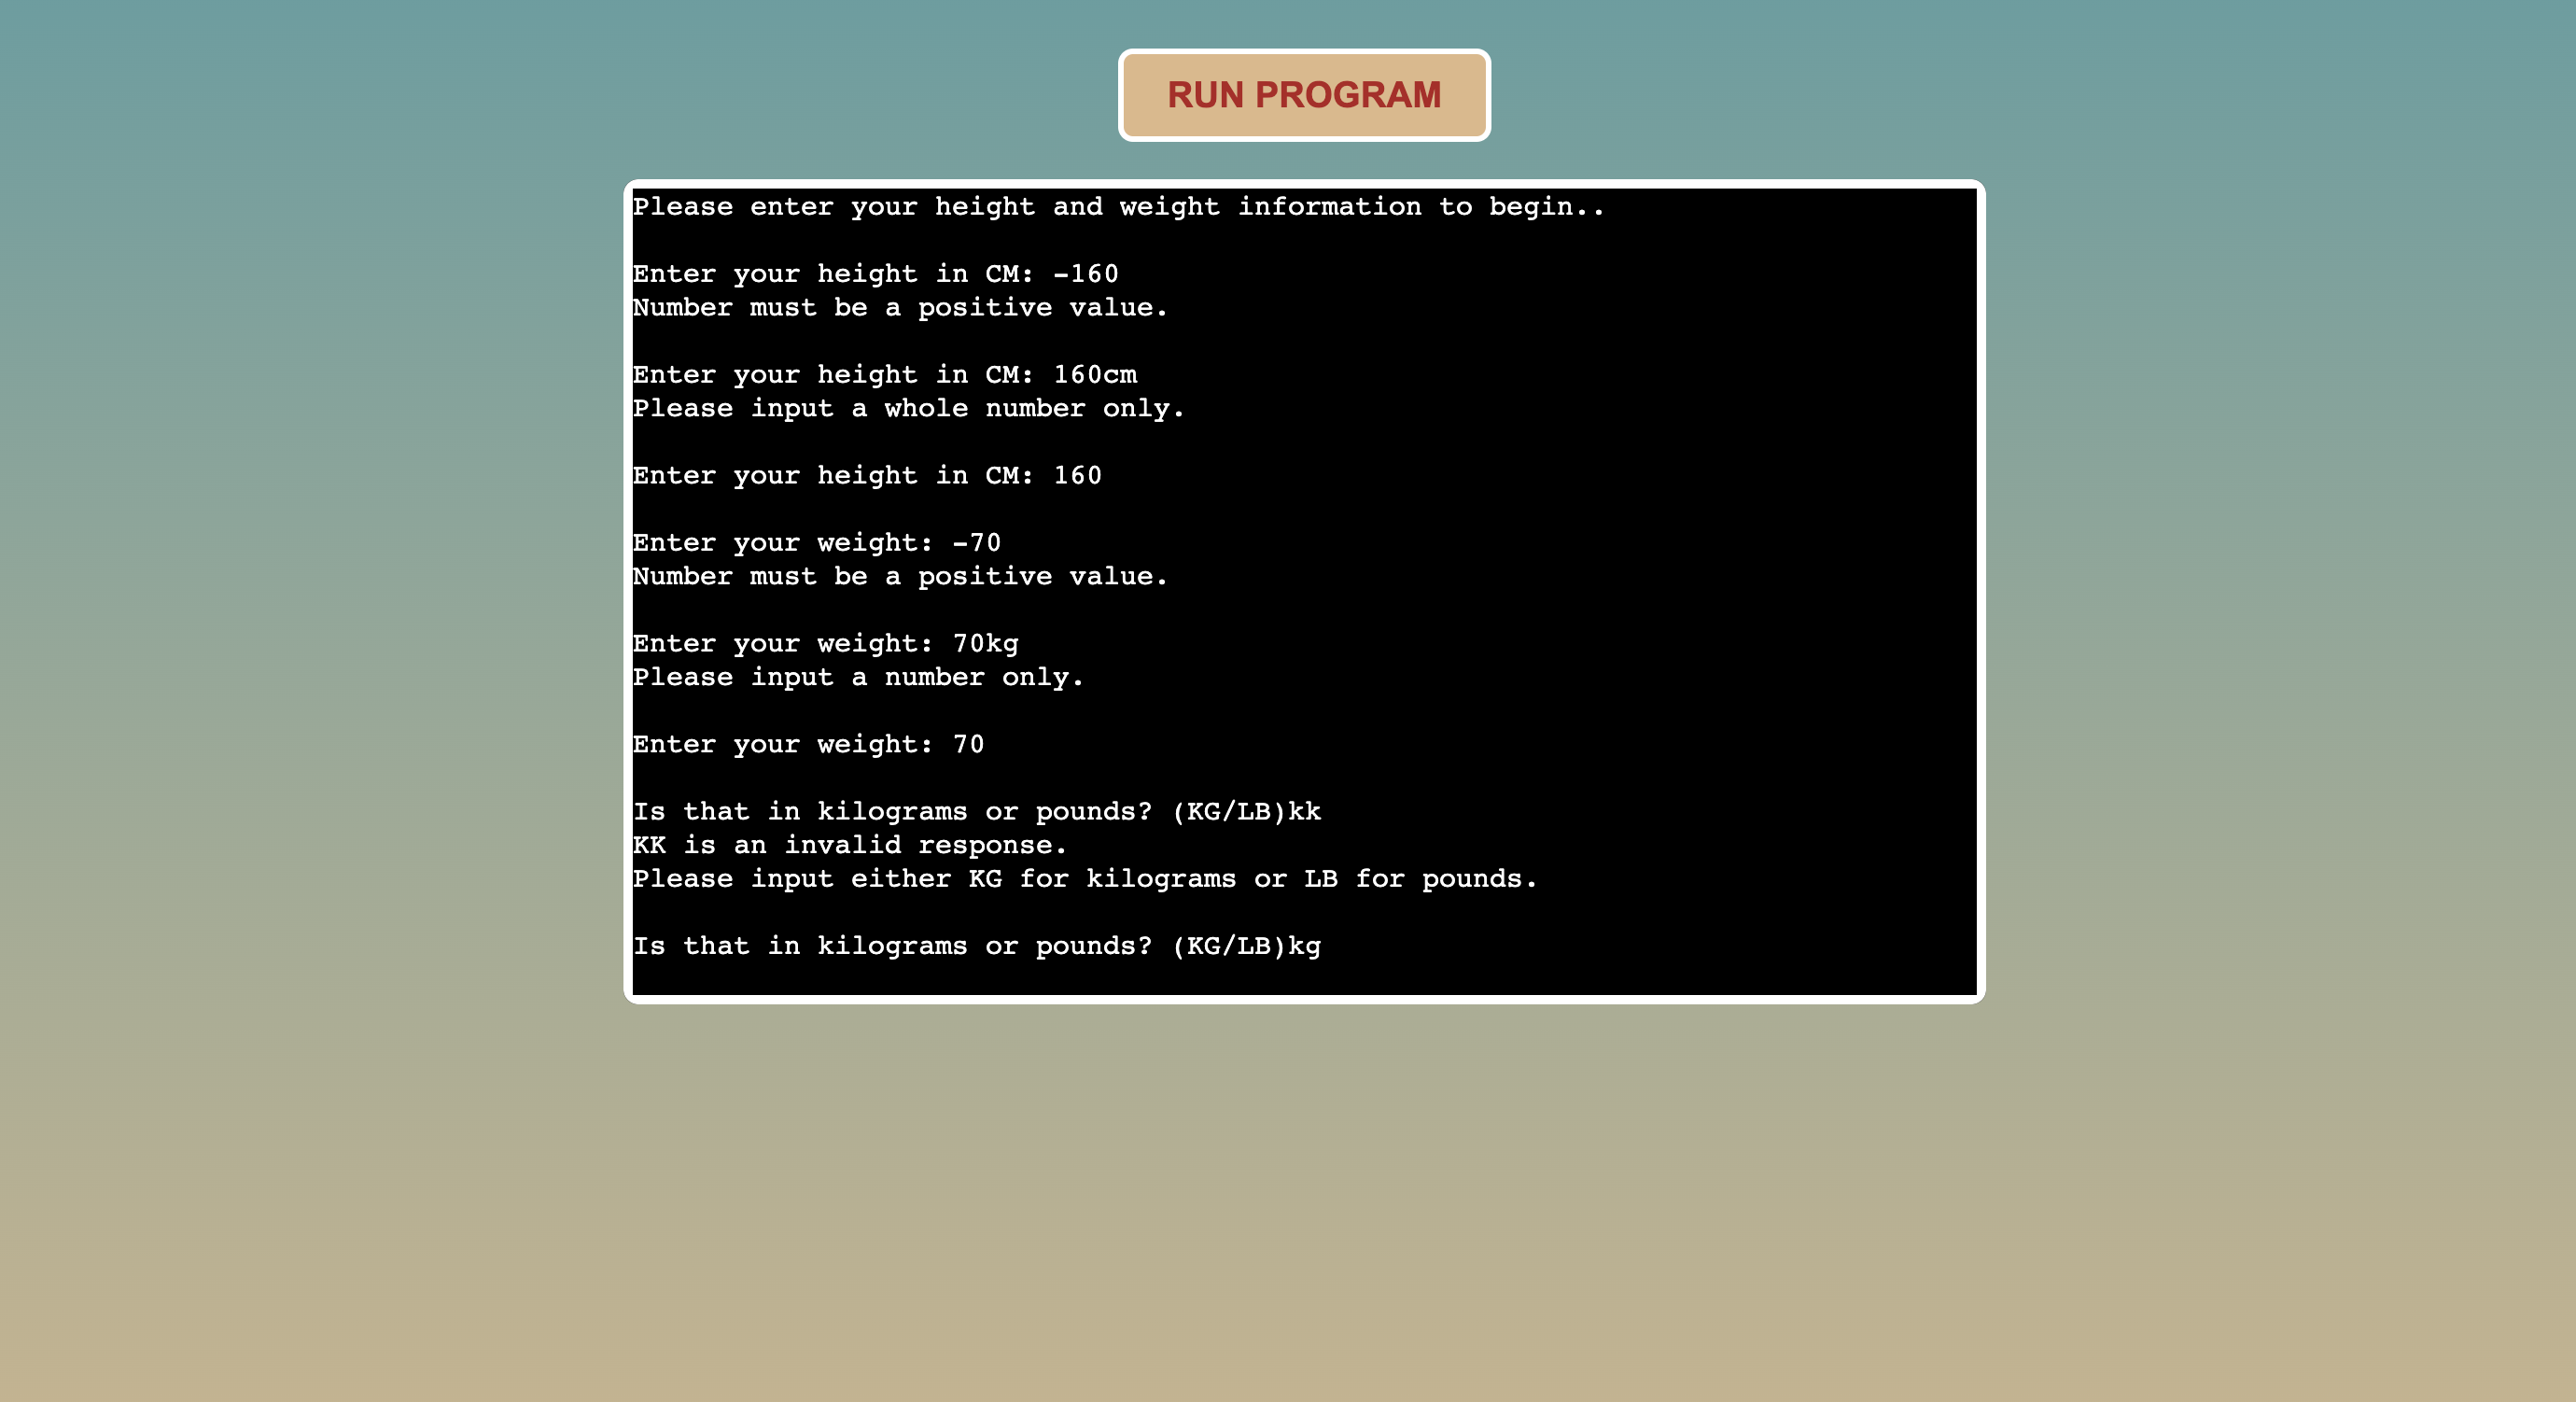 RUN PROGRAM
Please enter your height and weight information to begin..
Enter your height in CM: -160
Number must be a positive value.
Enter your height in CM: 160cm
Please input a whole number only.
Enter your height in CM: 160
Enter your weight: -70
Number must be a positive value.
Enter your weight: 70kg
Please input a number only.
Enter your weight: 70
Is that in kilograms or pounds? (KG/LB)kk
KK is an invalid response.
Please input either KG for kilograms or LB for pounds.
Is that in kilograms or pounds? (KG/LB)kg